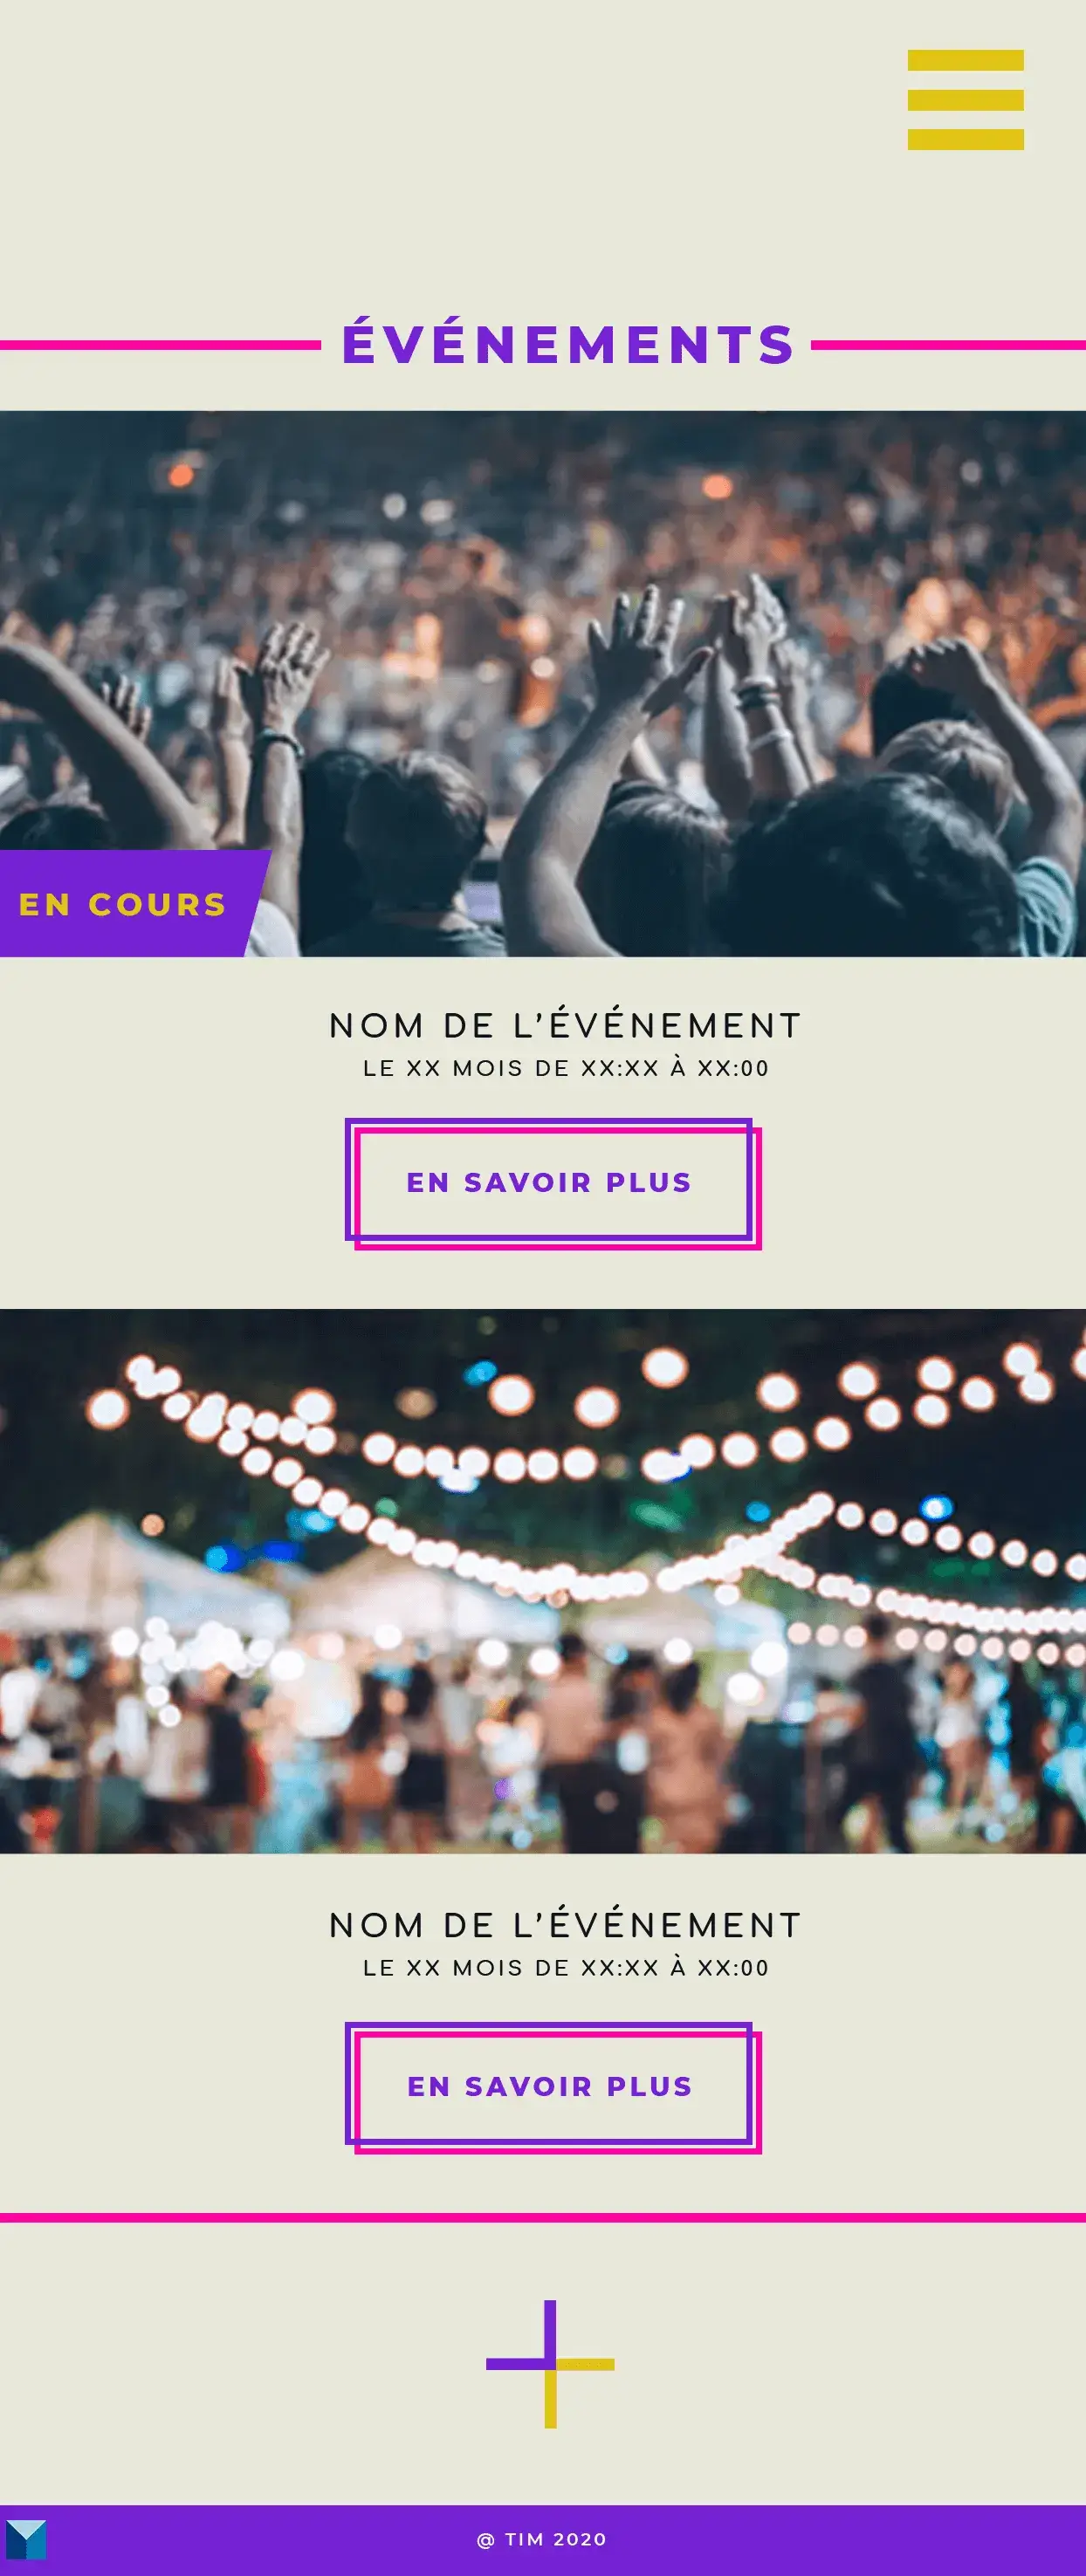 ÉVÉNEMENTS
EN COURS
NOM DE L’ÉVÉNEMENT
LE XX MOIS DE XX:XX À XX:00
EN SAVOIR PLUS
NOM DE L’ÉVÉNEMENT
LE XX MOIS DE XX:XX À XX:00
EN SAVOIR PLUS
@ TIM 2020